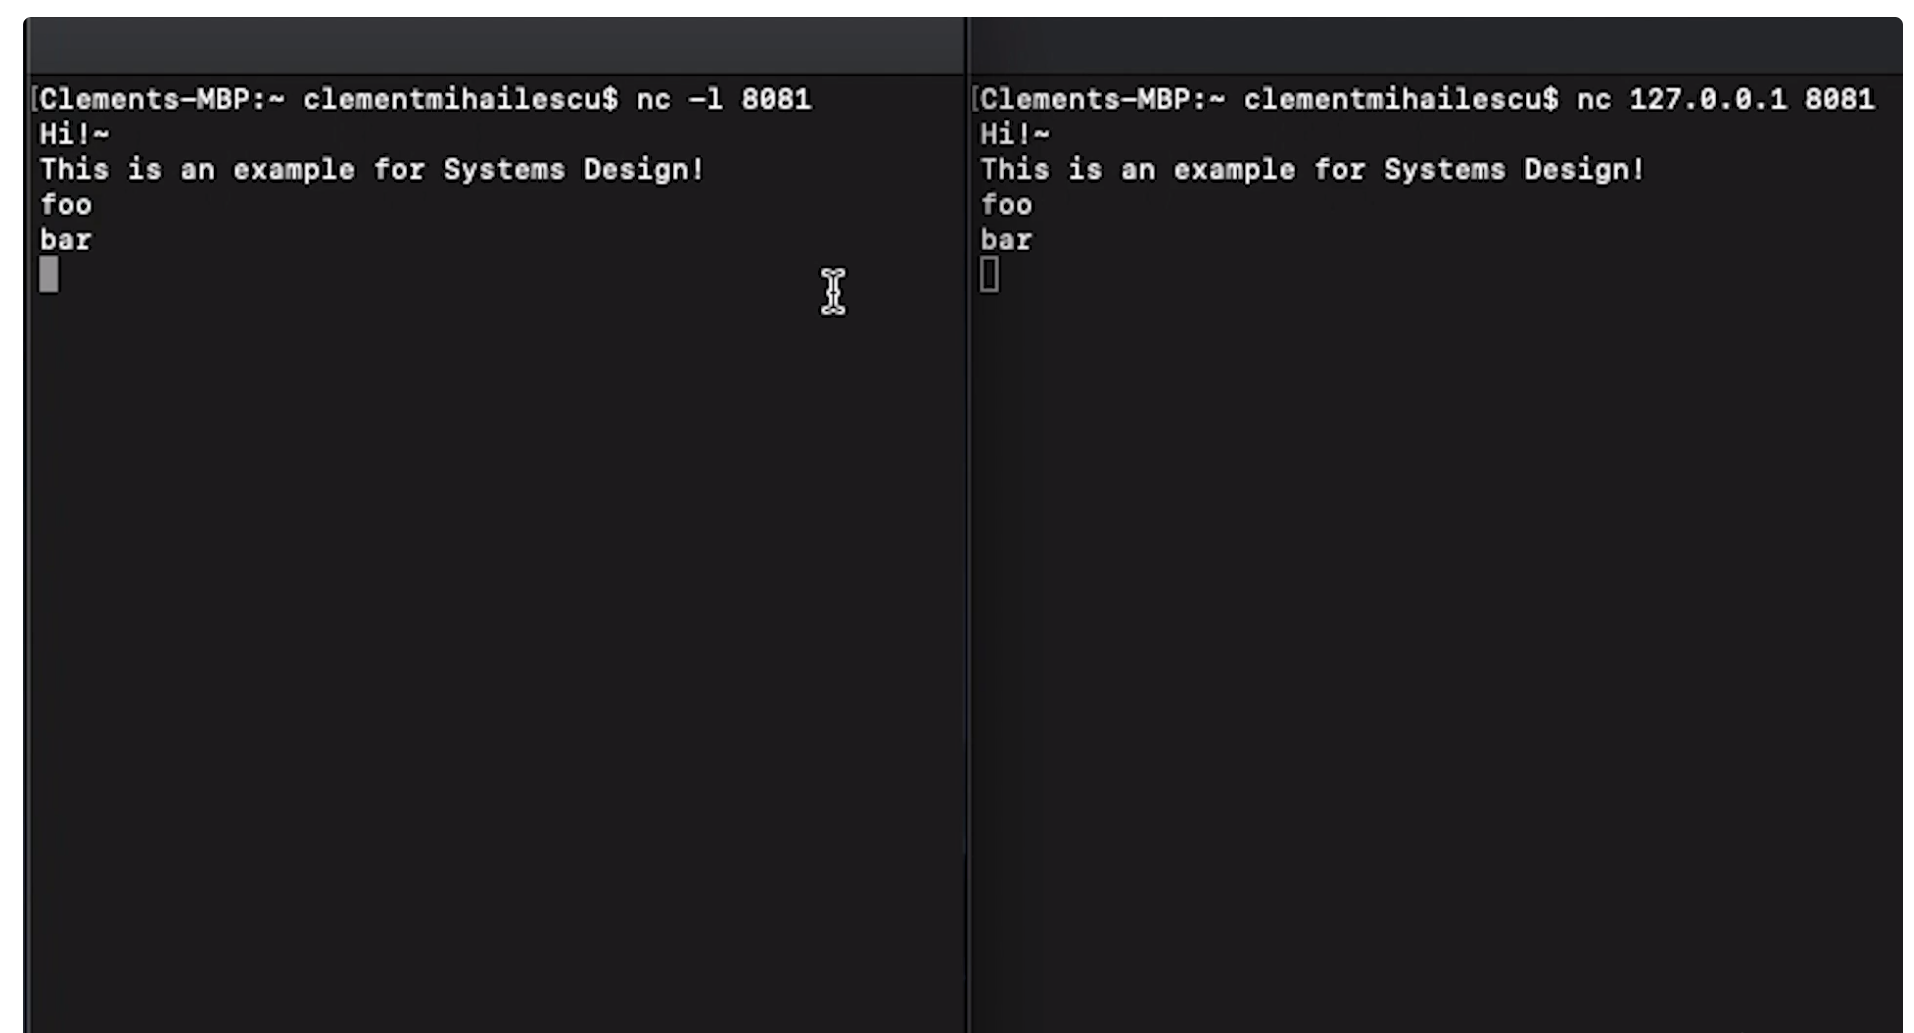 [Clements-MBP:~ clementmihailescu$ nc -l 8081
Hi!~
This is an example for Systems Design!
foo
bar
[Clements-MBP:~ clementmihailescu$ nc 127.0.0.1 8081
Hi!~
This is an example for Systems Design!
foo
bar